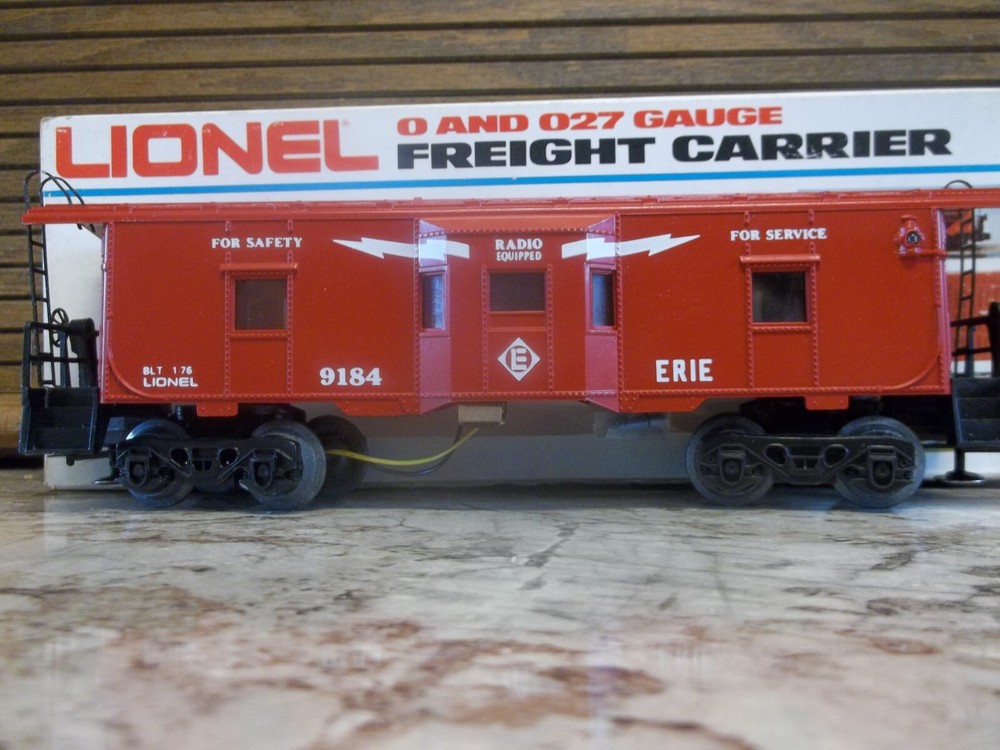 LIONEL
O AND O27 GAUGE
FREIGHT CARRIER
FOR SAFETY
RADIO
EQUIPPED
FOR SERVICE
E
BLT 1 76
LIONEL
9184
ERIE